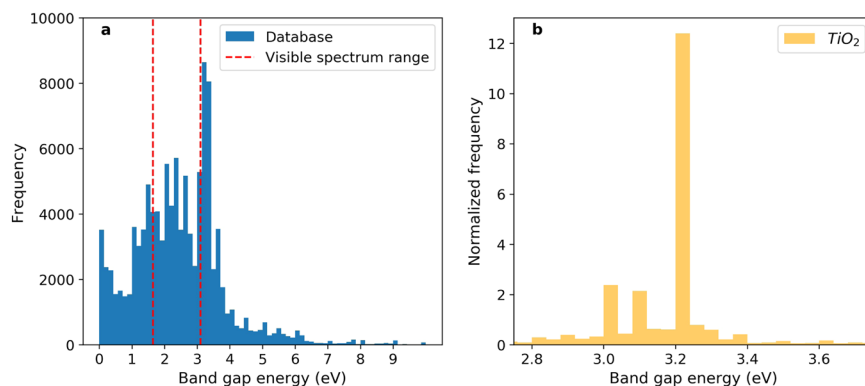 a
Database
Visible spectrum range
10000
8000
6000
4000
2000
0
Frequency
0 1 2 3 4 5 6 7 8 9
Band gap energy (eV)
b
TiO2
12
10
8
6
4
2
0
Normalized frequency
2.8 3.0 3.2 3.4 3.6
Band gap energy (eV)